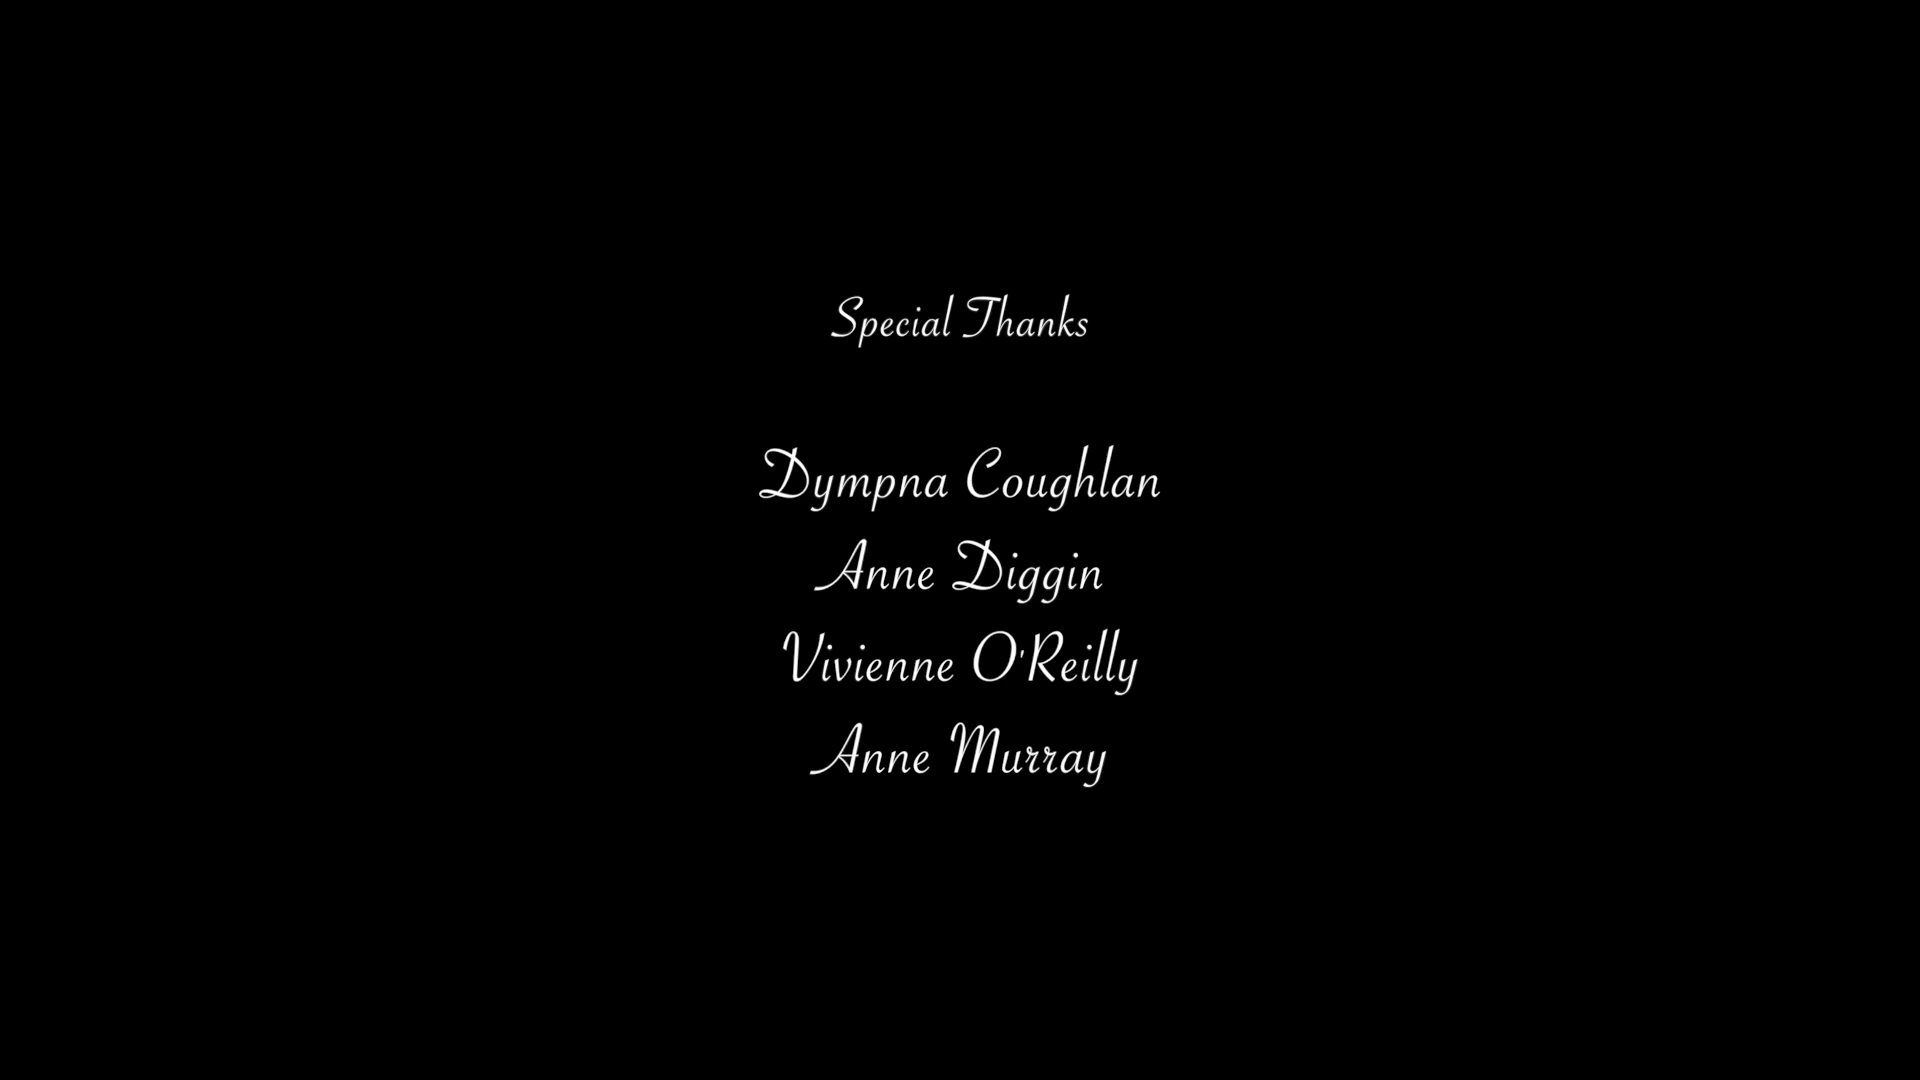 Special Thanks
Dympna Coughlan
Anne Diggin
Vivienne O'Reilly
Anne Murray